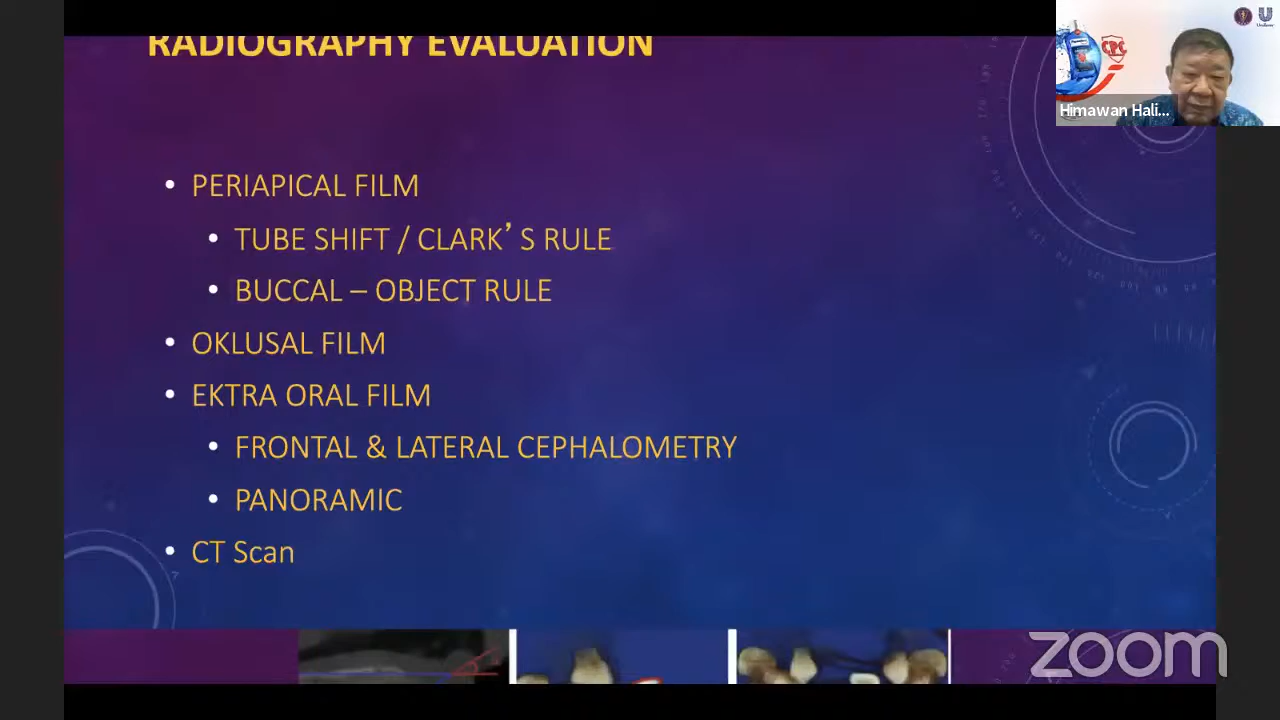 RADIOGRAPHY EVALUATION
CPC
Himawan Hali...
• PERIAPICAL FILM
• TUBE SHIFT / CLARK’S RULE
• BUCCAL – OBJECT RULE
• OKLUSAL FILM
• EKTRA ORAL FILM
• FRONTAL & LATERAL CEPHALOMETRY
• PANORAMIC
• CT Scan
zoom